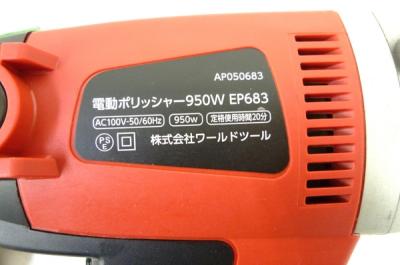 AP050683
電動ポリッシャー950W EP683
AC100V-50/60Hz 950w 定格使用時間20分
PSE 株式会社ワールドツール